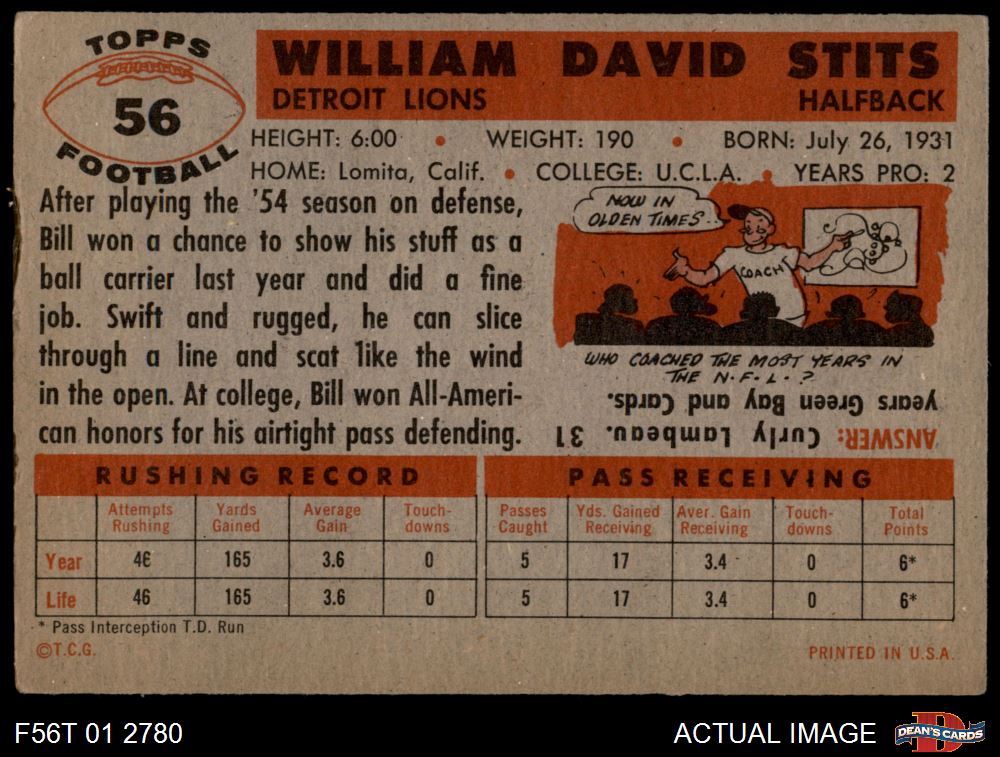 TOPPS
56
FOOTBALL
WILLIAM DAVID STITS
DETROIT LIONS HALFBACK
HEIGHT: 6:00 • WEIGHT: 190 • BORN: July 26, 1931
HOME: Lomita, Calif. • COLLEGE: U.C.L.A. • YEARS PRO: 2
After playing the '54 season on defense,
Bill won a chance to show his stuff as a
ball carrier last year and did a fine
job. Swift and rugged, he can slice
through a line and scat like the wind
in the open. At college, Bill won All-Ameri-
can honors for his airtight pass defending.
NOW IN
OLDEN TIMES..
COACH
WHO COACHED THE MOST YEARS IN
THE N.F.L.?
ANSWER: Curly Lambeau. 31
years Green Bay and Cards.
RUSHING RECORD
Attempts Rushing Yards Gained Average Gain Touch-downs
Year 46 165 3.6 0
Life 46 165 3.6 0
PASS RECEIVING
Passes Caught Yds. Gained Receiving Aver. Gain Receiving Touch-downs Total Points
5 17 3.4 0 6*
5 17 3.4 0 6*
* Pass Interception T.D. Run
©T.C.G. PRINTED IN U.S.A.
F56T 01 2780 ACTUAL IMAGE DEAN'S CARDS